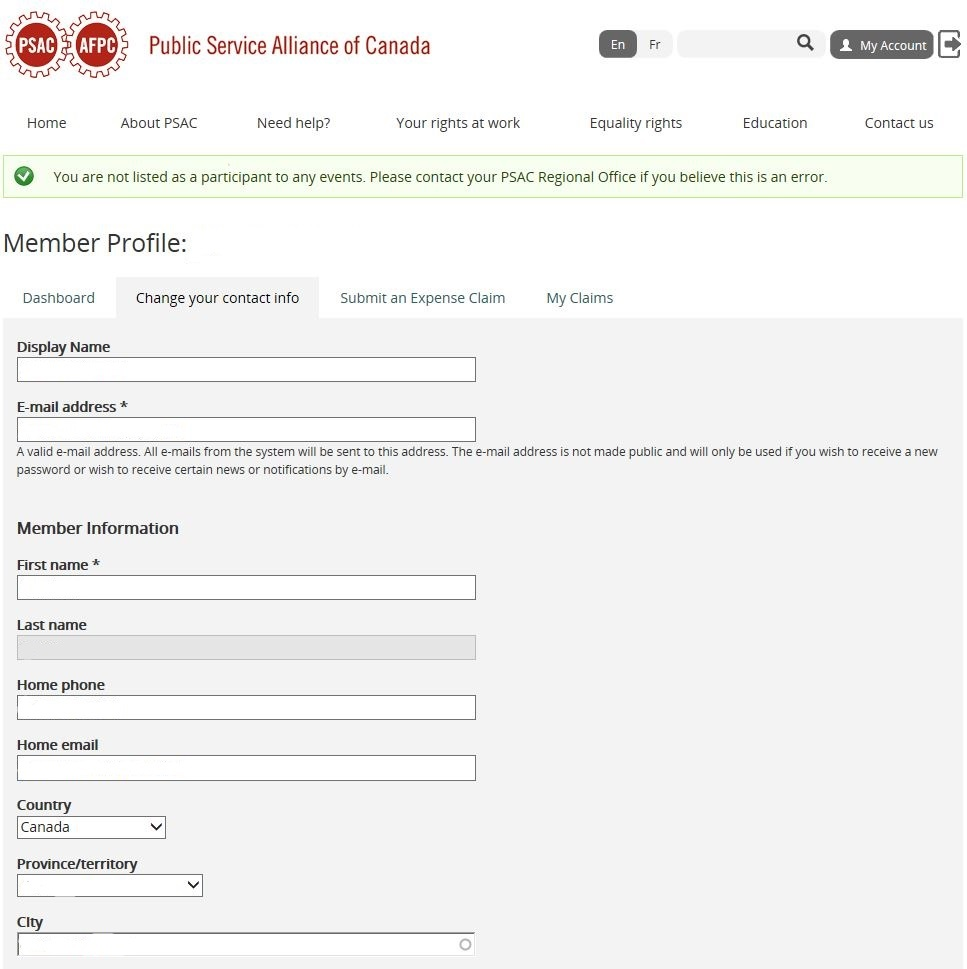 PSAC AFPC Public Service Alliance of Canada
En Fr My Account
Home About PSAC Need help? Your rights at work Equality rights Education Contact us
You are not listed as a participant to any events. Please contact your PSAC Regional Office if you believe this is an error.
Member Profile:
Dashboard Change your contact info Submit an Expense Claim My Claims
Display Name
E-mail address *
A valid e-mail address. All e-mails from the system will be sent to this address. The e-mail address is not made public and will only be used if you wish to receive a new
password or wish to receive certain news or notifications by e-mail.
Member Information
First name *
Last name
Home phone
Home email
Country
Canada
Province/territory
City